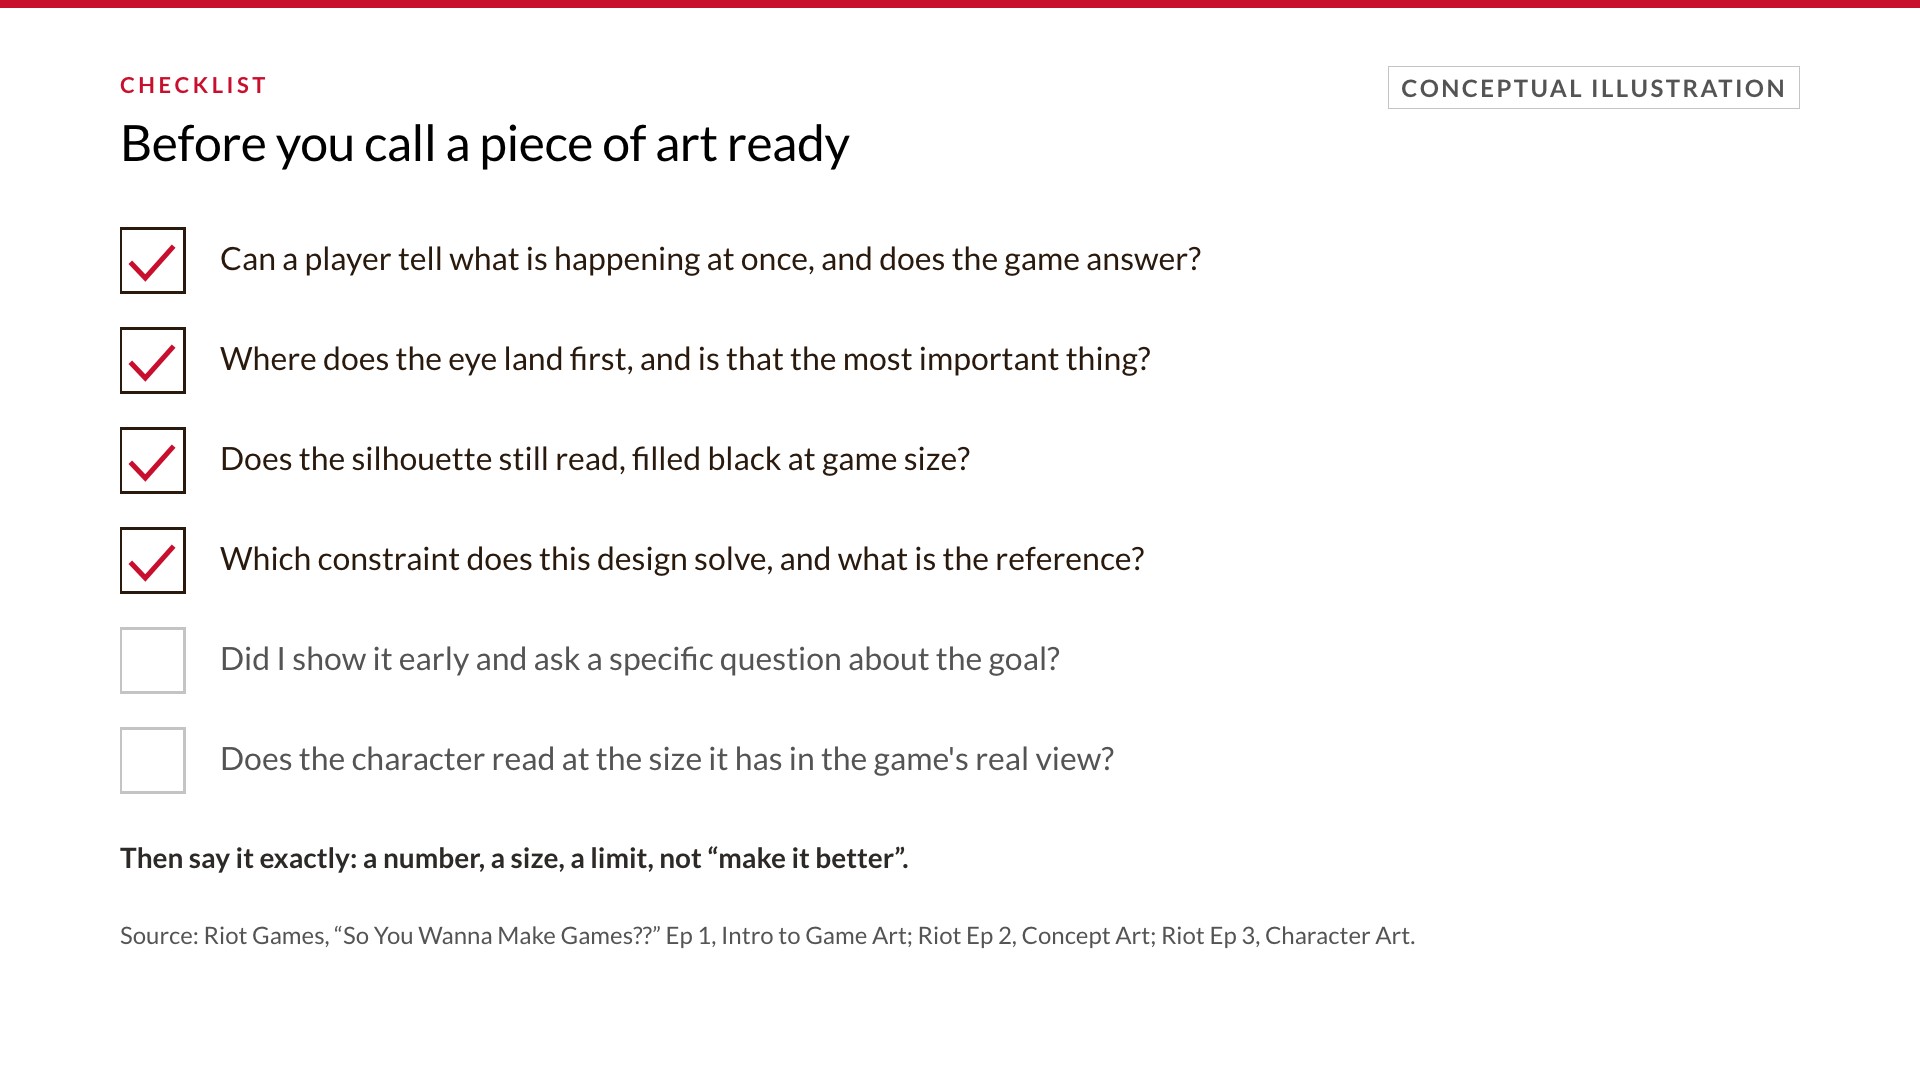 CHECKLIST
CONCEPTUAL ILLUSTRATION
Before you call a piece of art ready
Can a player tell what is happening at once, and does the game answer?
Where does the eye land first, and is that the most important thing?
Does the silhouette still read, filled black at game size?
Which constraint does this design solve, and what is the reference?
Did I show it early and ask a specific question about the goal?
Does the character read at the size it has in the game's real view?
Then say it exactly: a number, a size, a limit, not “make it better”.
Source: Riot Games, “So You Wanna Make Games??” Ep 1, Intro to Game Art; Riot Ep 2, Concept Art; Riot Ep 3, Character Art.